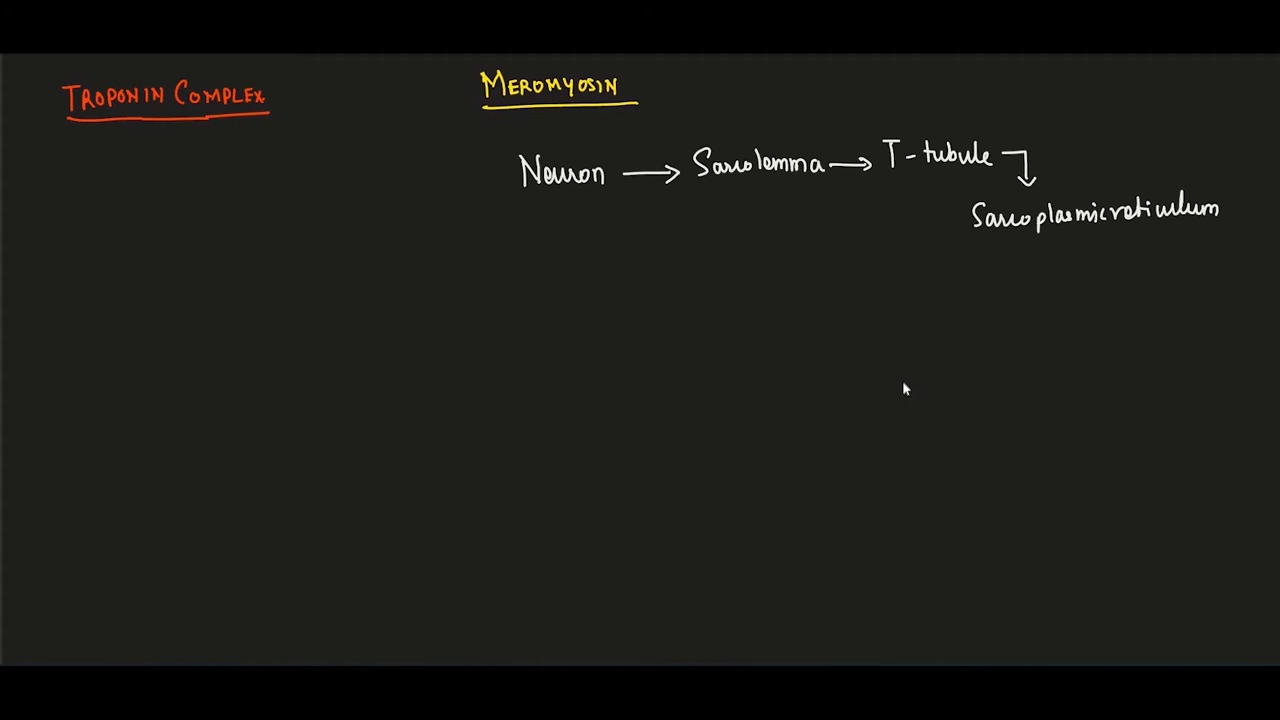 TROPONIN COMPLEX
MEROMYOSIN
Neuron → Sarcolemma → T-tubule
Sarcoplasmic reticulum